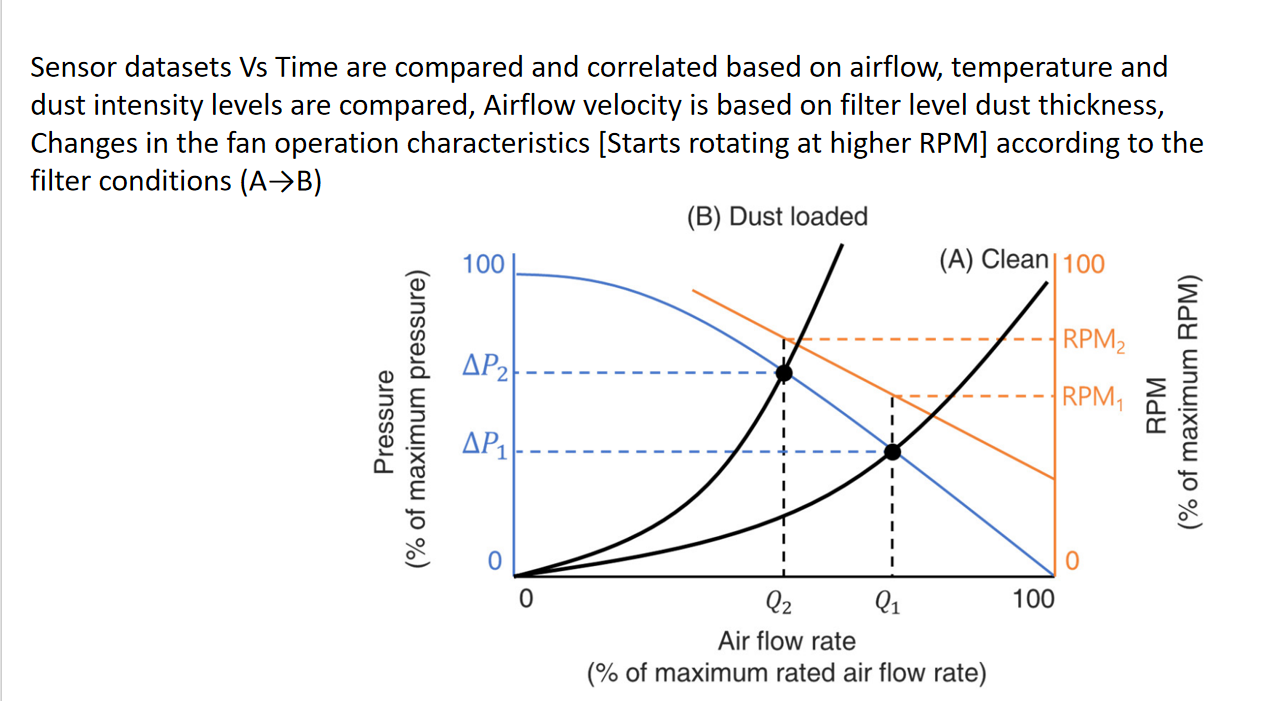 Sensor datasets Vs Time are compared and correlated based on airflow, temperature and
dust intensity levels are compared, Airflow velocity is based on filter level dust thickness,
Changes in the fan operation characteristics [Starts rotating at higher RPM] according to the
filter conditions (A→B)
(B) Dust loaded
(A) Clean
100
100
RPM₂
ΔP₂
RPM₁
ΔP₁
Pressure
(% of maximum pressure)
RPM
(% of maximum RPM)
0
0
0
Q₂
Q₁
100
Air flow rate
(% of maximum rated air flow rate)